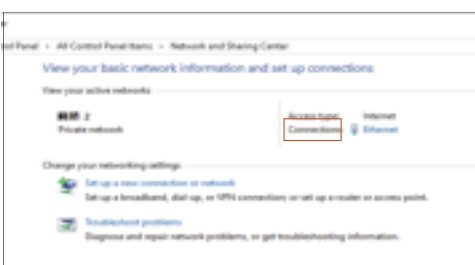 Control Panel > All Control Panel Items > Network and Sharing Center
View your basic network information and set up connections
View your active networks
2
Private network
Access type: Internet
Connections: Ethernet
Change your networking settings
Set up a new connection or network
Set up a broadband, dial-up, or VPN connection; or set up a router or access point.
Troubleshoot problems
Diagnose and repair network problems, or get troubleshooting information.